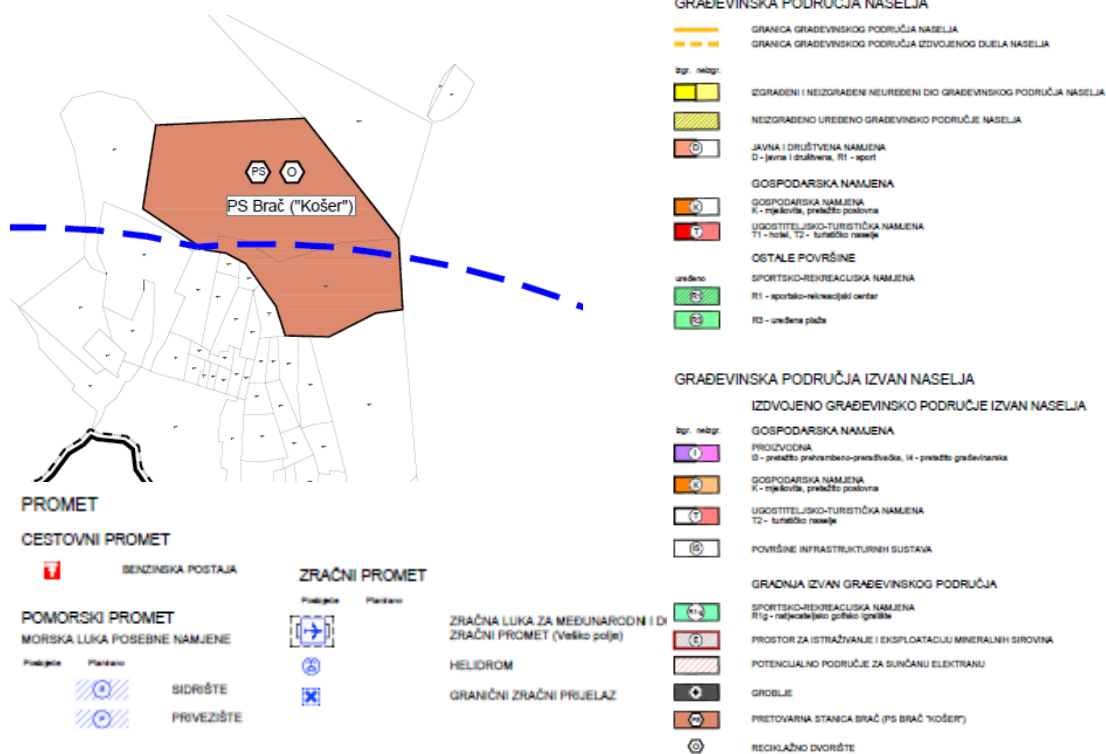 PS O
PS Brač ("Košer")
PROMET
CESTOVNI PROMET
BENZINSKA POSTAJA
POMORSKI PROMET
MORSKA LUKA POSEBNE NAMJENE
Postojeće Planirano
SIDRIŠTE
PRIVEZIŠTE
ZRAČNI PROMET
Postojeće Planirano
ZRAČNA LUKA ZA MEĐUNARODNI I D
ZRAČNI PROMET (Veško polje)
HELIDROM
GRANIČNI ZRAČNI PRIJELAZ
GRAĐEVINSKA PODRUČJA NASELJA
GRANICA GRAĐEVINSKOG PODRUČJA NASELJA
GRANICA GRAĐEVINSKOG PODRUČJA IZDVOJENOG DIJELA NASELJA
izgr. neizgr.
IZGRAĐENI I NEIZGRAĐENI NEUREĐENI DIO GRAĐEVINSKOG PODRUČJA NASELJA
NEIZGRAĐENO UREĐENO GRAĐEVINSKO PODRUČJE NASELJA
D
JAVNA I DRUŠTVENA NAMJENA
D - javna i društvena, R1 - sport
GOSPODARSKA NAMJENA
K
GOSPODARSKA NAMJENA
K - mješovita, pretežito poslovna
T
UGOSTITELJSKO-TURISTIČKA NAMJENA
T1 - hotel, T2 - turističko naselje
OSTALE POVRŠINE
uređeno
SPORTSKO-REKREACIJSKA NAMJENA
R1
R1 - sportsko-rekreacijski centar
R3
R3 - uređena plaža
GRAĐEVINSKA PODRUČJA IZVAN NASELJA
IZDVOJENO GRAĐEVINSKO PODRUČJE IZVAN NASELJA
izgr. neizgr.
GOSPODARSKA NAMJENA
I
PROIZVODNA
I3 - pretežito prehrambeno-prerađivačka, I4 - pretežito građevinarska
K
GOSPODARSKA NAMJENA
K - mješovita, pretežito poslovna
T
UGOSTITELJSKO-TURISTIČKA NAMJENA
T2 - turističko naselje
IS
POVRŠINE INFRASTRUKTURNIH SUSTAVA
GRADNJA IZVAN GRAĐEVINSKOG PODRUČJA
R1g
SPORTSKO-REKREACIJSKA NAMJENA
R1g - natjecateljsko golfsko igralište
E
PROSTOR ZA ISTRAŽIVANJE I EKSPLOATACIJU MINERALNIH SIROVINA
POTENCIJALNO PODRUČJE ZA SUNČANU ELEKTRANU
GROBLJE
PS
PRETOVARNA STANICA BRAČ (PS BRAČ "KOŠER")
O
RECIKLAŽNO DVORIŠTE